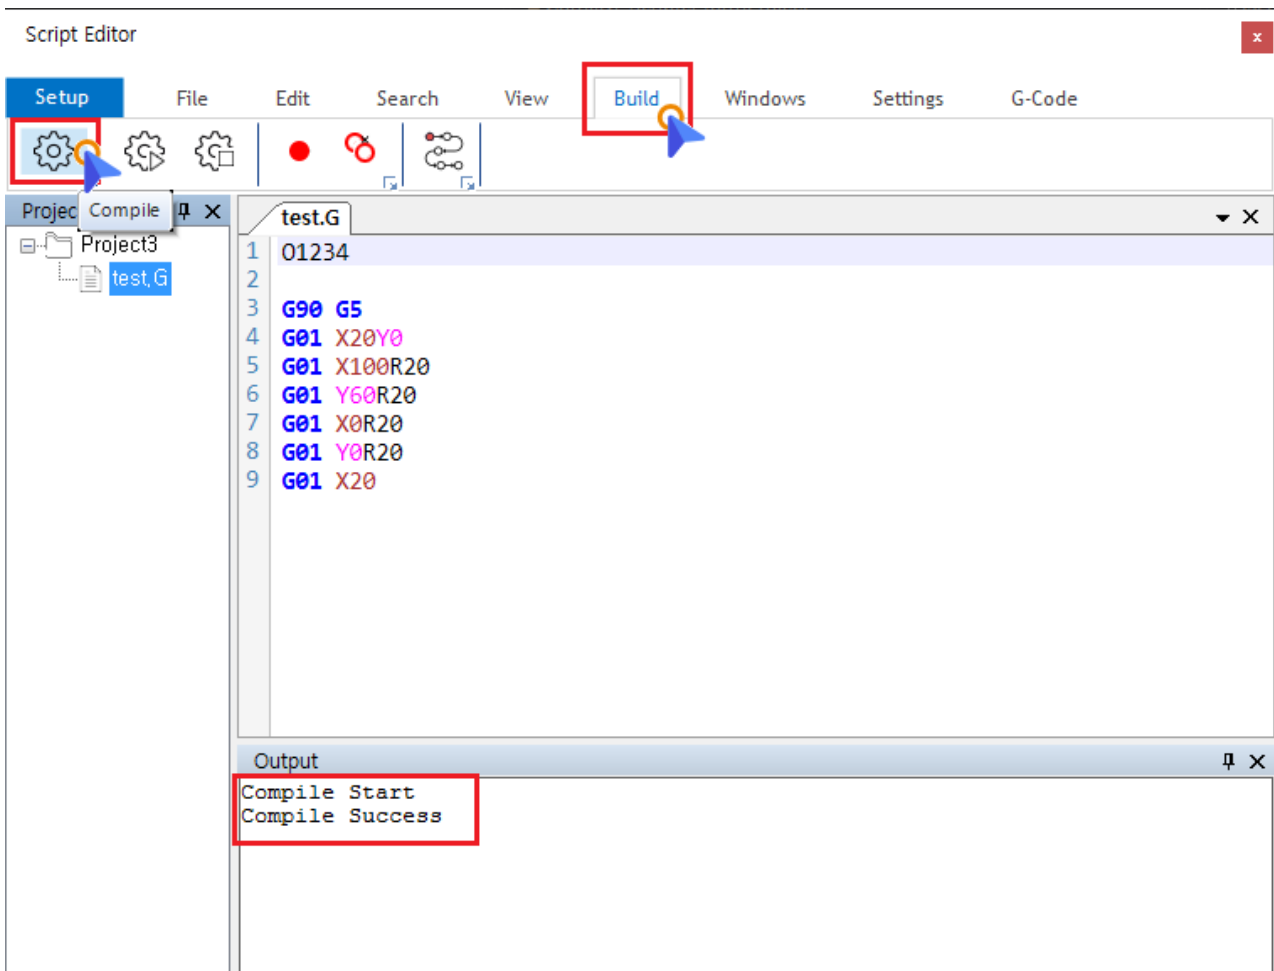 Script Editor
x
Setup File Edit Search View Build Windows Settings G-Code
Projec
Compile
Project3
test,G
test.G
1 O1234
2
3 G90 G5
4 G01 X20Y0
5 G01 X100R20
6 G01 Y60R20
7 G01 X0R20
8 G01 Y0R20
9 G01 X20
Output
Compile Start
Compile Success